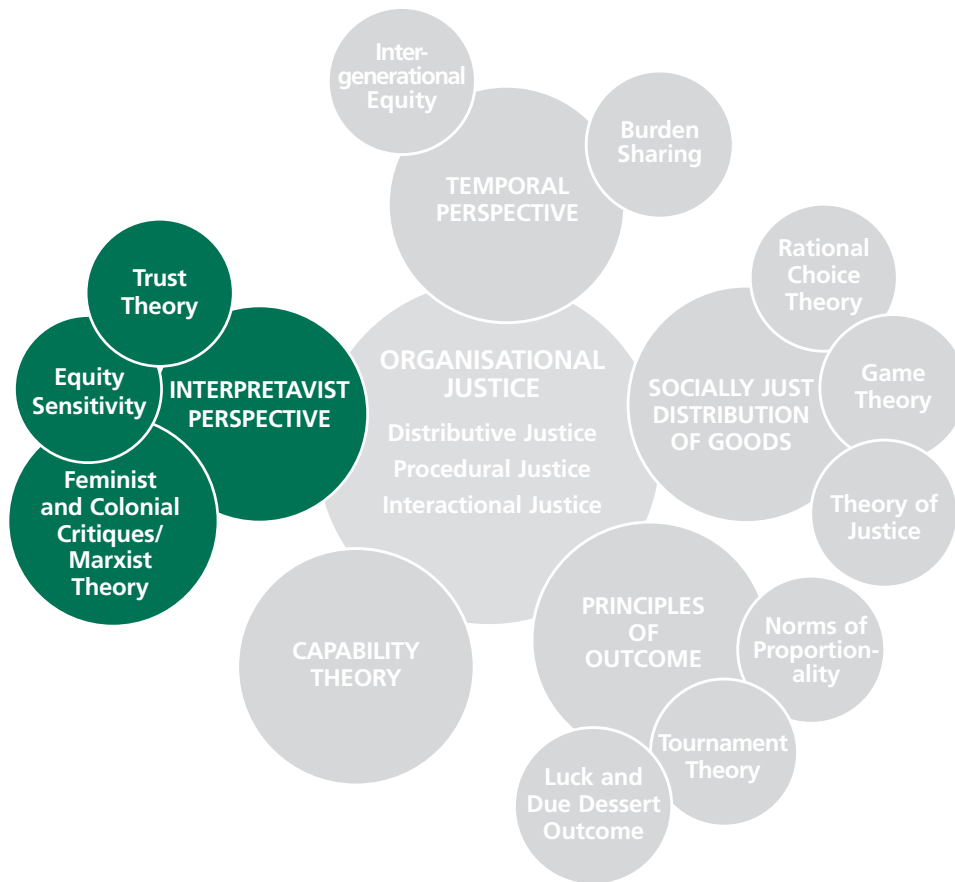 Inter-
generational
Equity
Burden
Sharing
TEMPORAL
PERSPECTIVE
Trust
Theory
Equity
Sensitivity
INTERPRETAVIST
PERSPECTIVE
Feminist
and Colonial
Critiques/
Marxist
Theory
ORGANISATIONAL
JUSTICE
Distributive Justice
Procedural Justice
Interactional Justice
Rational
Choice
Theory
SOCIALLY JUST
DISTRIBUTION
OF GOODS
Game
Theory
Theory of
Justice
CAPABILITY
THEORY
PRINCIPLES
OF
OUTCOME
Norms of
Proportion-
ality
Tournament
Theory
Luck and
Due Dessert
Outcome